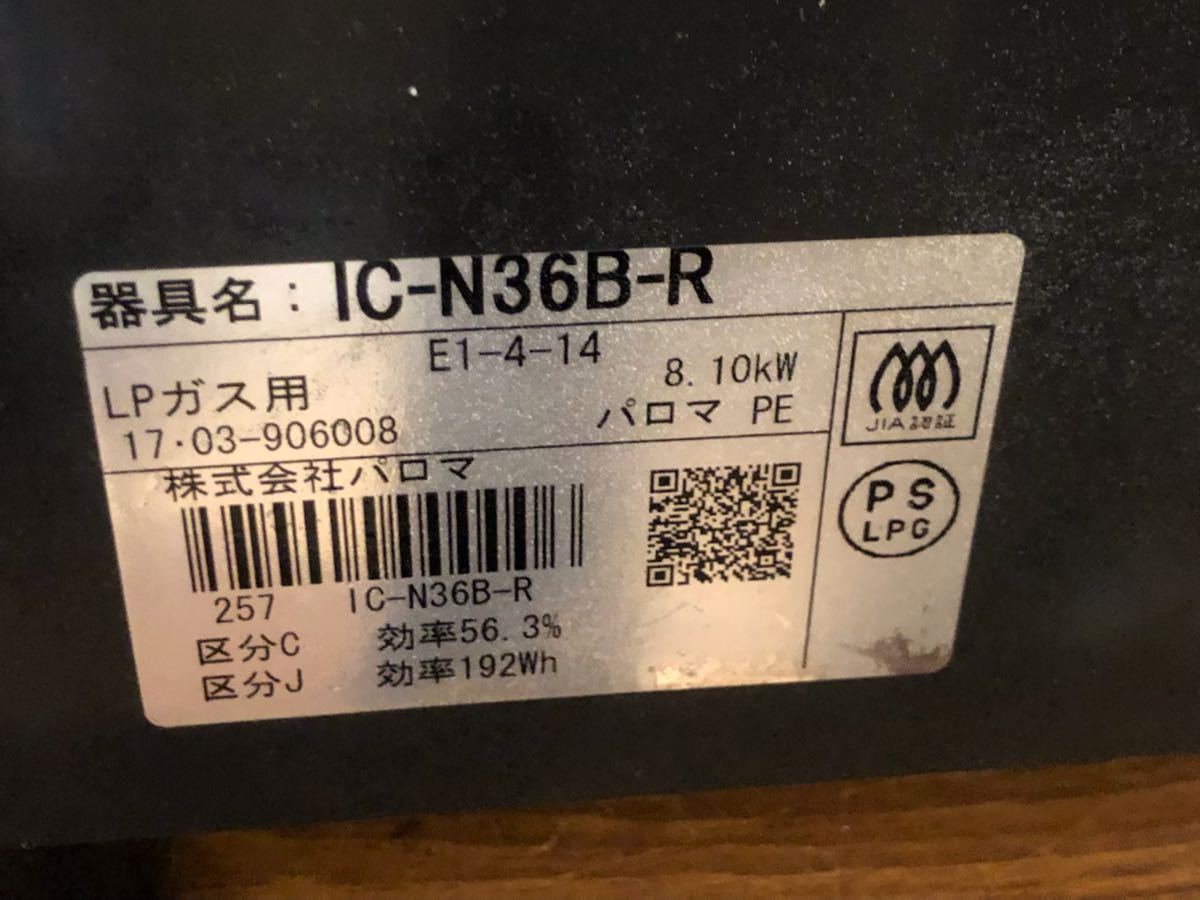 器具名：IC-N36B-R
E1-4-14
LPガス用 8.10kW
17・03-906008 パロマ PE
株式会社パロマ
257 IC-N36B-R
区分C 効率56.3%
区分J 効率192Wh
JIA認証
PS
LPG